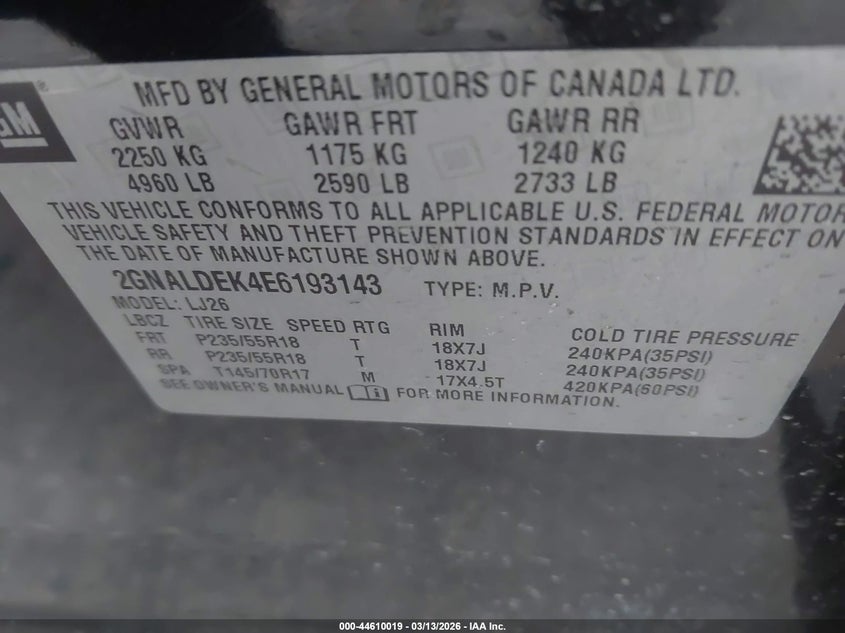 GM ®
MFD BY GENERAL MOTORS OF CANADA LTD.
GVWR GAWR FRT GAWR RR
2250 KG 1175 KG 1240 KG
4960 LB 2590 LB 2733 LB
THIS VEHICLE CONFORMS TO ALL APPLICABLE U.S. FEDERAL MOTOR
VEHICLE SAFETY AND THEFT PREVENTION STANDARDS IN EFFECT ON
THE DATE OF MANUFACTURE SHOWN ABOVE.
2GNALDEK4E6193143 TYPE: M.P.V.
MODEL: LJ26
LBCZ TIRE SIZE SPEED RTG RIM COLD TIRE PRESSURE
FRT P235/55R18 T 18X7J 240KPA(35PSI)
RR P235/55R18 T 18X7J 240KPA(35PSI)
SPA T145/70R17 M 17X4.5T 420KPA(60PSI)
SEE OWNER'S MANUAL FOR MORE INFORMATION.
000-44610019 - 03/13/2026 - IAA Inc.